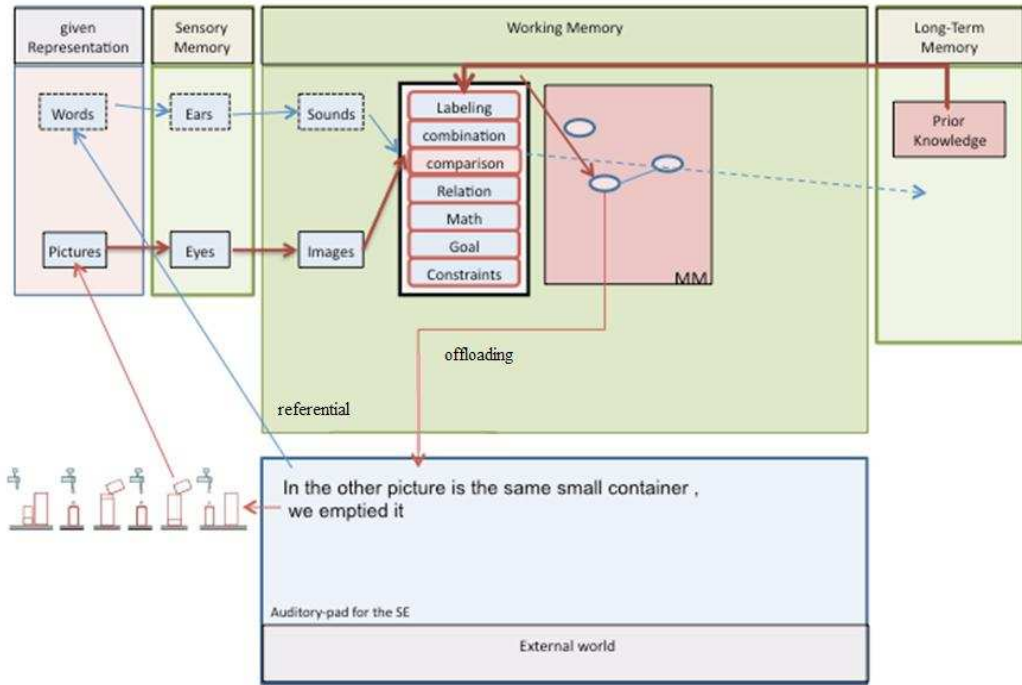 given
Representation
Sensory
Memory
Working Memory
Long-Term
Memory
Words
Ears
Sounds
Labeling
combination
comparison
Relation
Math
Goal
Constraints
Prior
Knowledge
Pictures
Eyes
Images
MM
offloading
referential
In the other picture is the same small container ,
we emptied it
Auditory-pad for the SE
External world